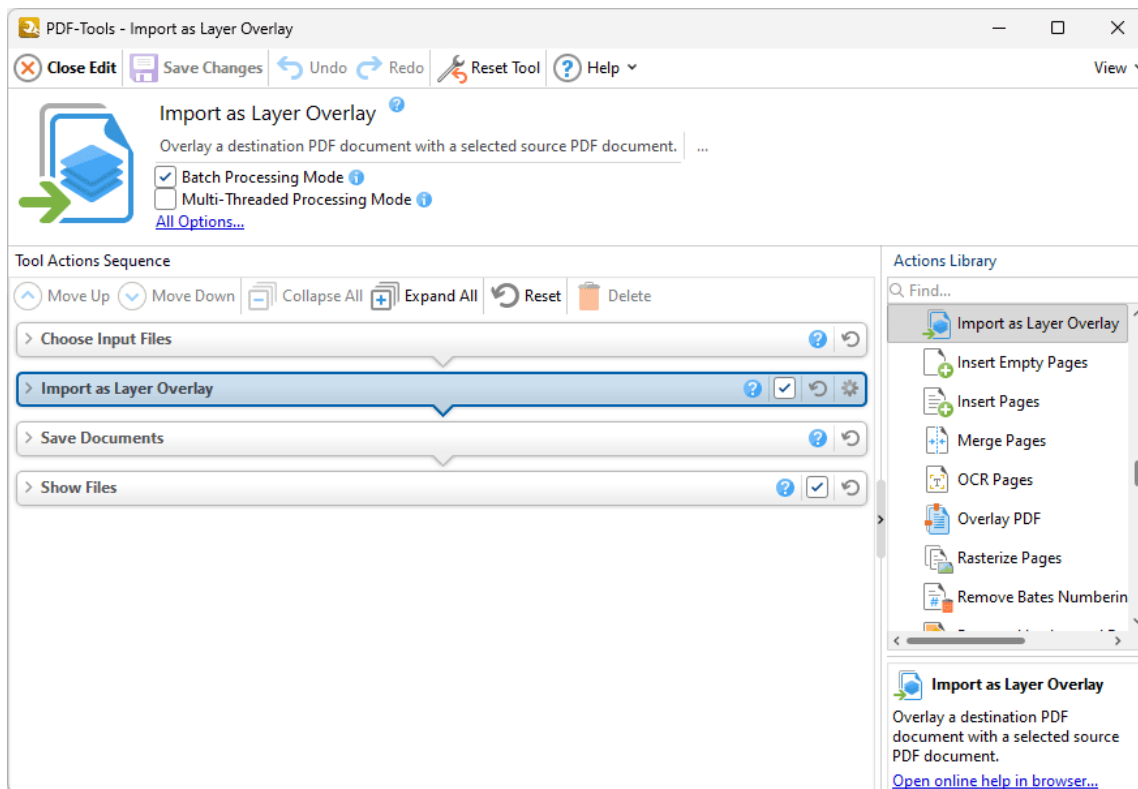 PDF-Tools - Import as Layer Overlay
Close Edit Save Changes Undo Redo Reset Tool Help View
Import as Layer Overlay
Overlay a destination PDF document with a selected source PDF document. ...
Batch Processing Mode
Multi-Threaded Processing Mode
All Options...
Tool Actions Sequence
Move Up Move Down Collapse All Expand All Reset Delete
Choose Input Files
Import as Layer Overlay
Save Documents
Show Files
Actions Library
Find...
Import as Layer Overlay
Insert Empty Pages
Insert Pages
Merge Pages
OCR Pages
Overlay PDF
Rasterize Pages
Remove Bates Numberin
Import as Layer Overlay
Overlay a destination PDF
document with a selected source
PDF document.
Open online help in browser...